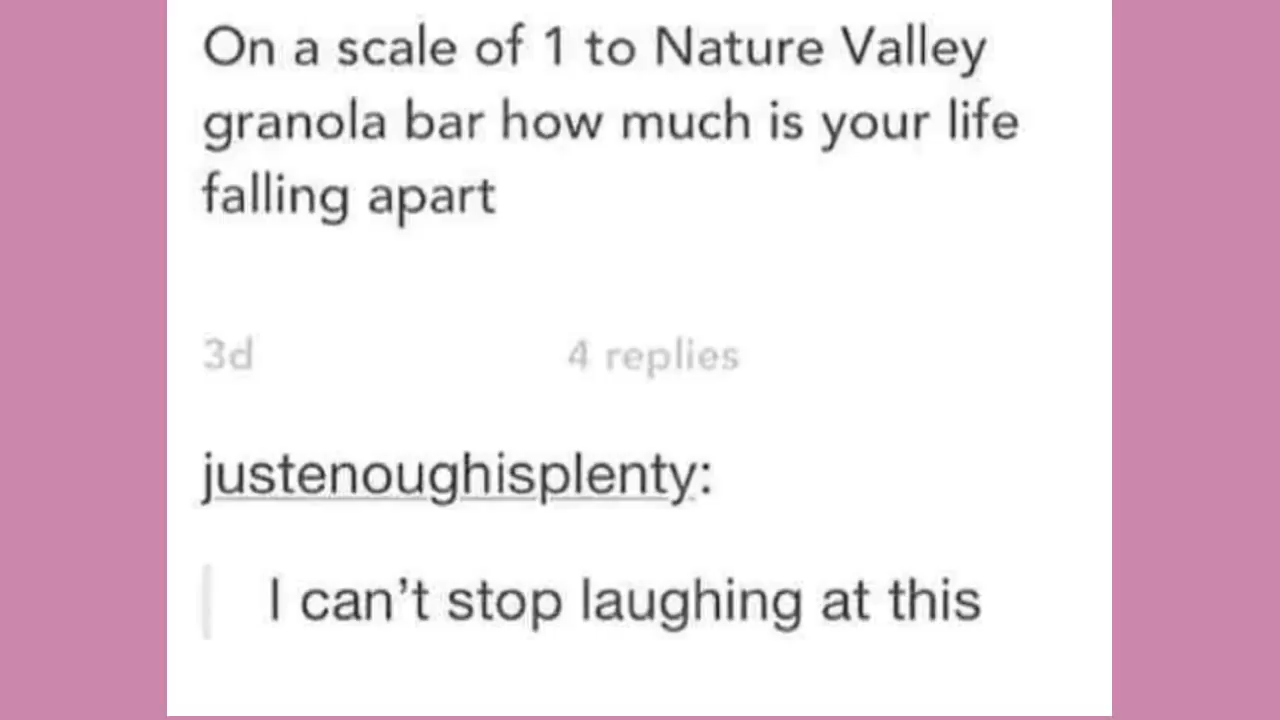 On a scale of 1 to Nature Valley
granola bar how much is your life
falling apart
3d 4 replies
justenoughisplenty:
I can’t stop laughing at this